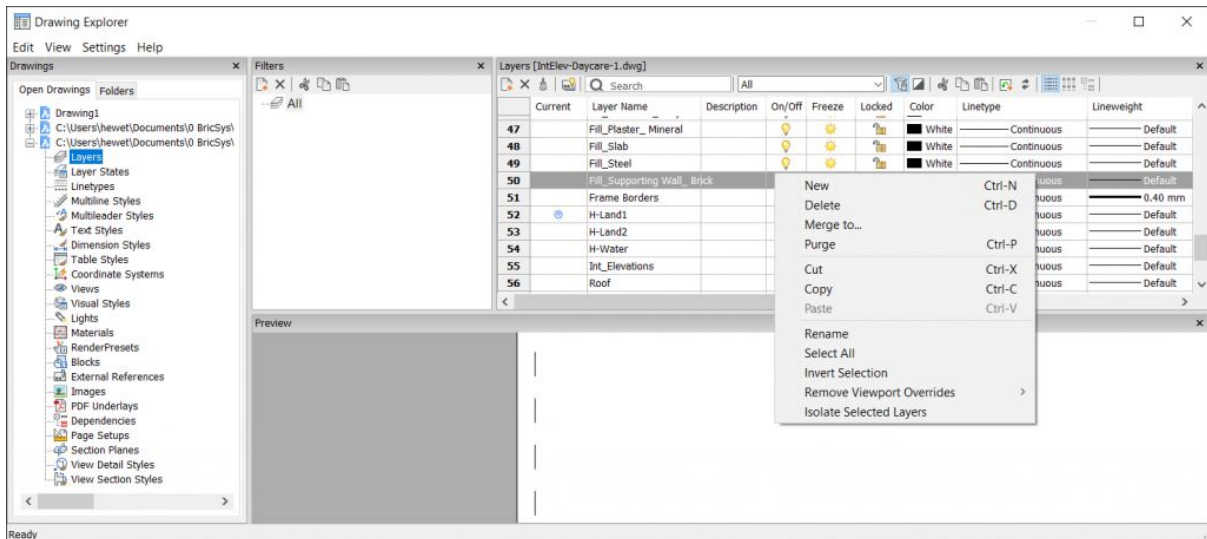 Drawing Explorer
Edit View Settings Help
Drawings
Open Drawings Folders
Drawing1
C:\Users\hewet\Documents\0 BricSys\
C:\Users\hewet\Documents\0 BricSys\
Layers
Layer States
Linetypes
Multiline Styles
Multileader Styles
Text Styles
Dimension Styles
Table Styles
Coordinate Systems
Views
Visual Styles
Lights
Materials
RenderPresets
Blocks
External References
Images
PDF Underlays
Dependencies
Page Setups
Section Planes
View Detail Styles
View Section Styles
Filters
All
Layers [IntElev-Daycare-1.dwg]
Search All
Current Layer Name Description On/Off Freeze Locked Color Linetype Lineweight
47 Fill_Plaster_ Mineral White Continuous Default
48 Fill_Slab White Continuous Default
49 Fill_Steel White Continuous Default
50 Fill_Supporting Wall_ Brick Default
51 Frame Borders 0.40 mm
52 H-Land1 Default
53 H-Land2 Default
54 H-Water Default
55 Int_Elevations Default
56 Roof Default
New Ctrl-N
Delete Ctrl-D
Merge to...
Purge Ctrl-P
Cut Ctrl-X
Copy Ctrl-C
Paste Ctrl-V
Rename
Select All
Invert Selection
Remove Viewport Overrides
Isolate Selected Layers
Preview
Ready